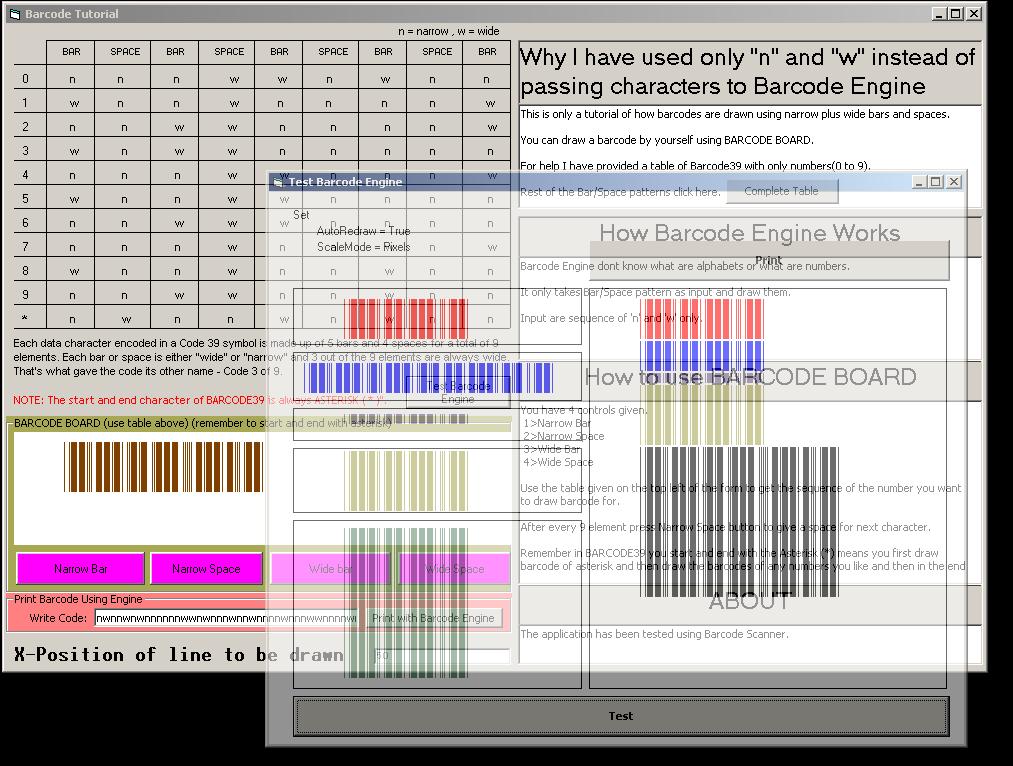 Barcode Tutorial
n = narrow , w = wide
BAR SPACE BAR SPACE BAR SPACE BAR SPACE BAR
0 n n n w w n w n n
1 w n n w n n n n w
2 n n w w n n n n w
3 w n w w n n n n n
4 n n n w w n n n w
5 w n n w w n n n n
6 n n w w w n n n n
7 n n n w n n w n w
8 w n n w n n w n n
9 n n w w n n w n n
* n w n n w n w n n
Each data character encoded in a Code 39 symbol is made up of 5 bars and 4 spaces for a total of 9
elements. Each bar or space is either "wide" or "narrow" and 3 out of the 9 elements are always wide.
That's what gave the code its other name - Code 3 of 9.
Test Barcode
Engine
NOTE: The start and end character of BARCODE39 is always ASTERISK ( * )".
BARCODE BOARD (use table above) (remember to start and end with asterisk)
Narrow Bar
Narrow Space
Wide bar
Wide Space
Print Barcode Using Engine
Write Code:
Print with Barcode Engine
X-Position of line to be drawn
50
Why I have used only "n" and "w" instead of
passing characters to Barcode Engine
This is only a tutorial of how barcodes are drawn using narrow plus wide bars and spaces.
You can draw a barcode by yourself using BARCODE BOARD.
For help I have provided a table of Barcode39 with only numbers(0 to 9).
Rest of the Bar/Space patterns click here.
Complete Table
How Barcode Engine Works
Barcode Engine dont know what are alphabets or what are numbers.
It only takes Bar/Space pattern as input and draw them.
Input are sequence of 'n' and 'w' only.
How to use BARCODE BOARD
You have 4 controls given.
1>Narrow Bar
2>Narrow Space
3>Wide Bar
4>Wide Space
Use the table given on the top left of the form to get the sequence of the number you want
to draw barcode for.
After every 9 element press Narrow Space button to give a space for next character.
Remember in BARCODE39 you start and end with the Asterisk (*) means you first draw
barcode of asterisk and then draw the barcodes of any numbers you like and then in the end
ABOUT
The application has been tested using Barcode Scanner.
Test Barcode Engine
Set
AutoRedraw = True
ScaleMode = Pixels
Print
Test